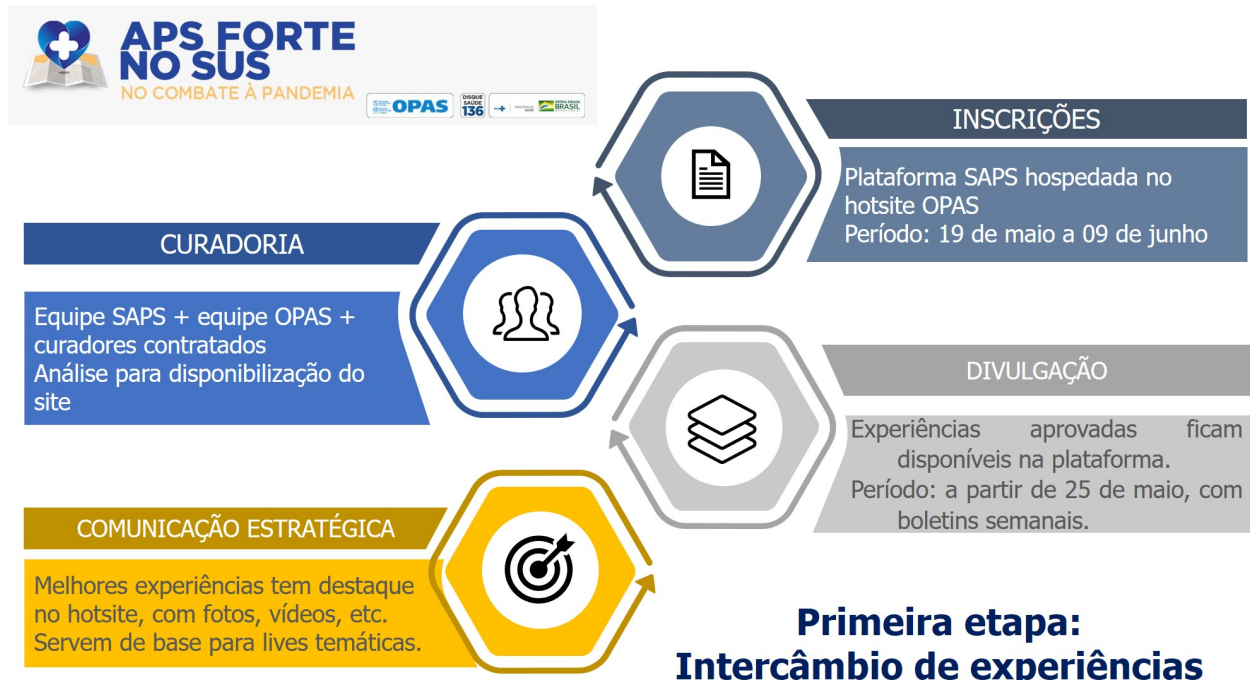 APS FORTE
NO SUS
NO COMBATE À PANDEMIA
OPAS
DISQUE
SAÚDE
136
BRASIL
INSCRIÇÕES
Plataforma SAPS hospedada no
hotsite OPAS
Período: 19 de maio a 09 de junho
CURADORIA
Equipe SAPS + equipe OPAS +
curadores contratados
Análise para disponibilização do
site
DIVULGAÇÃO
Experiências aprovadas ficam
disponíveis na plataforma.
Período: a partir de 25 de maio, com
boletins semanais.
COMUNICAÇÃO ESTRATÉGICA
Melhores experiências tem destaque
no hotsite, com fotos, vídeos, etc.
Servem de base para lives temáticas.
Primeira etapa:
Intercâmbio de experiências